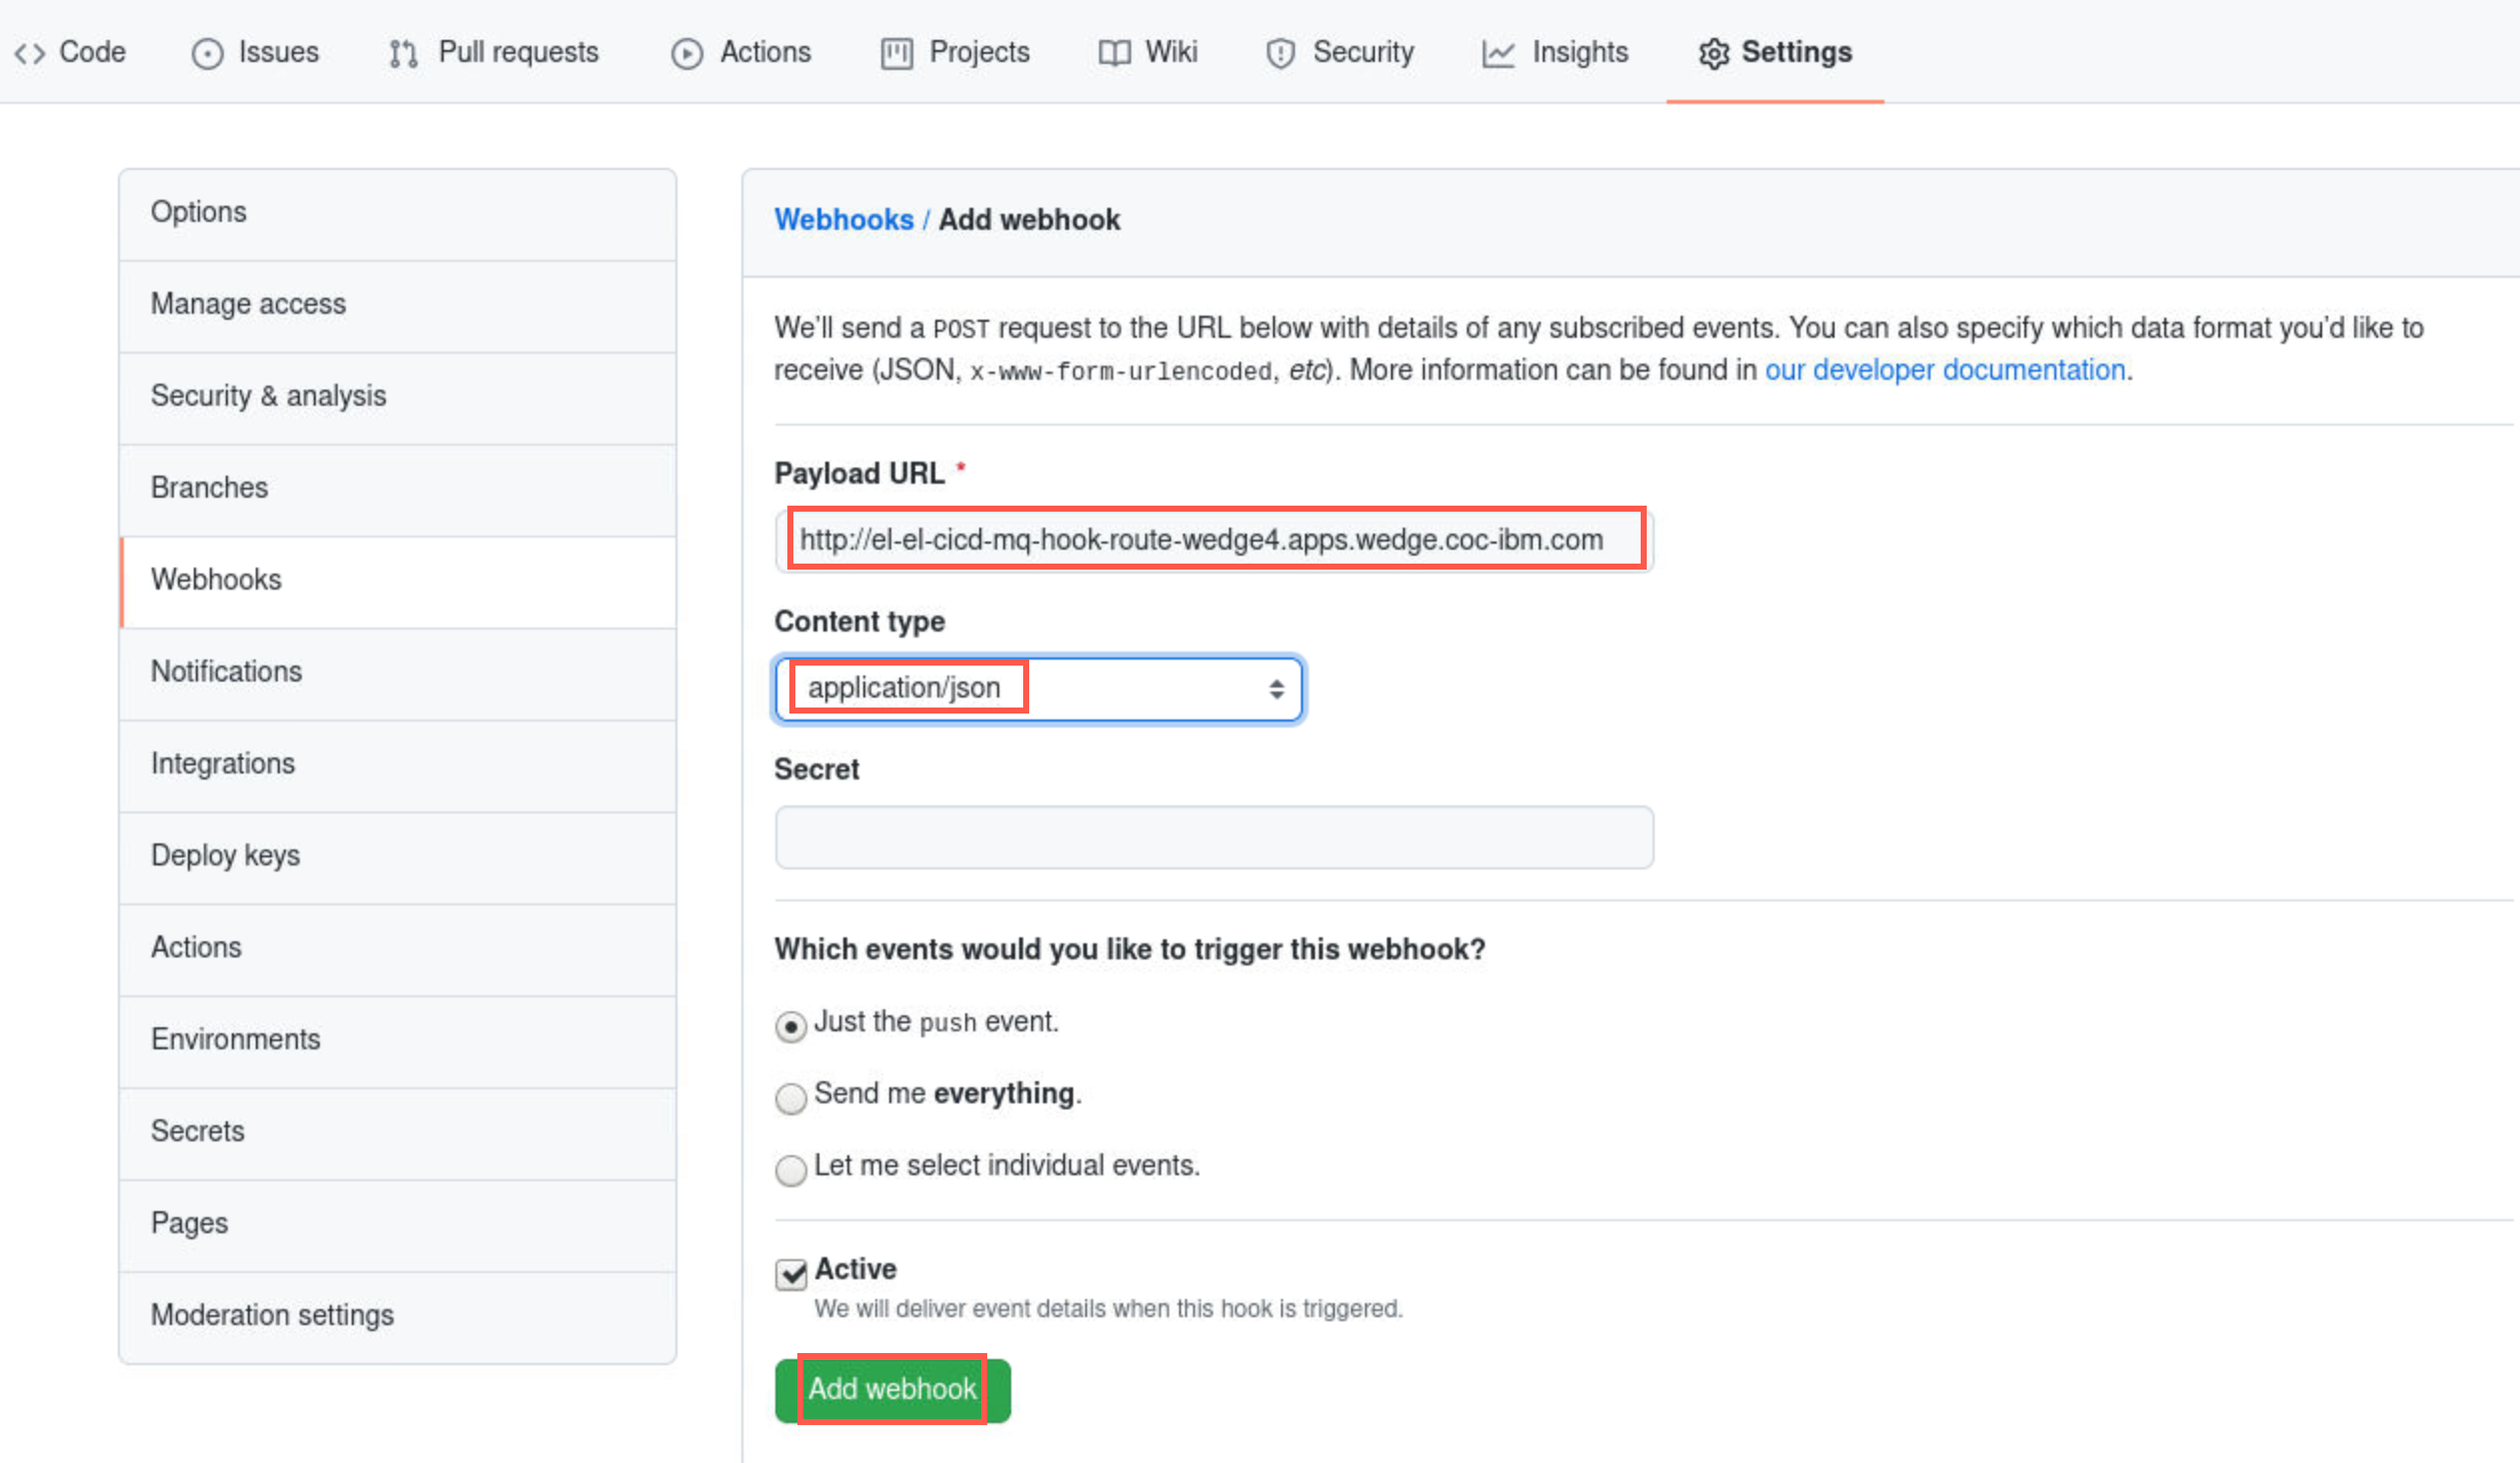 Code Issues Pull requests Actions Projects Wiki Security Insights Settings
Options
Manage access
Security & analysis
Branches
Webhooks
Notifications
Integrations
Deploy keys
Actions
Environments
Secrets
Pages
Moderation settings
Webhooks / Add webhook
We’ll send a POST request to the URL below with details of any subscribed events. You can also specify which data format you’d like to
receive (JSON, x-www-form-urlencoded, etc). More information can be found in our developer documentation.
Payload URL *
http://el-el-cicd-mq-hook-route-wedge4.apps.wedge.coc-ibm.com
Content type
application/json
Secret
Which events would you like to trigger this webhook?
Just the push event.
Send me everything.
Let me select individual events.
Active
We will deliver event details when this hook is triggered.
Add webhook